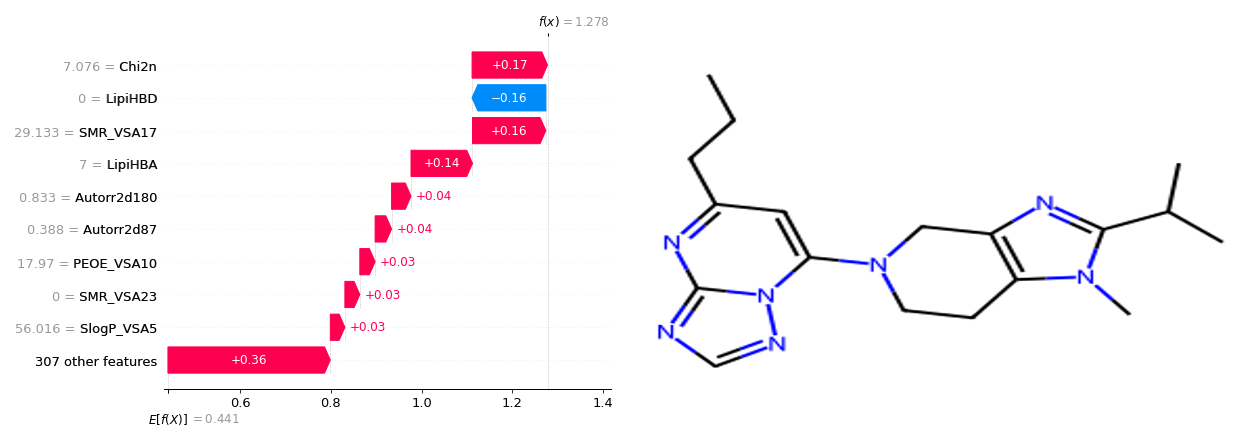 f(x) = 1.278
7.076 = Chi2n
+0.17
0 = LipiHBD
−0.16
29.133 = SMR_VSA17
+0.16
7 = LipiHBA
+0.14
0.833 = Autorr2d180
+0.04
0.388 = Autorr2d87
+0.04
17.97 = PEOE_VSA10
+0.03
0 = SMR_VSA23
+0.03
56.016 = SlogP_VSA5
+0.03
307 other features
+0.36
0.6 0.8 1.0 1.2 1.4
E[f(X)] = 0.441
N
N
N
N
N
N
N
N